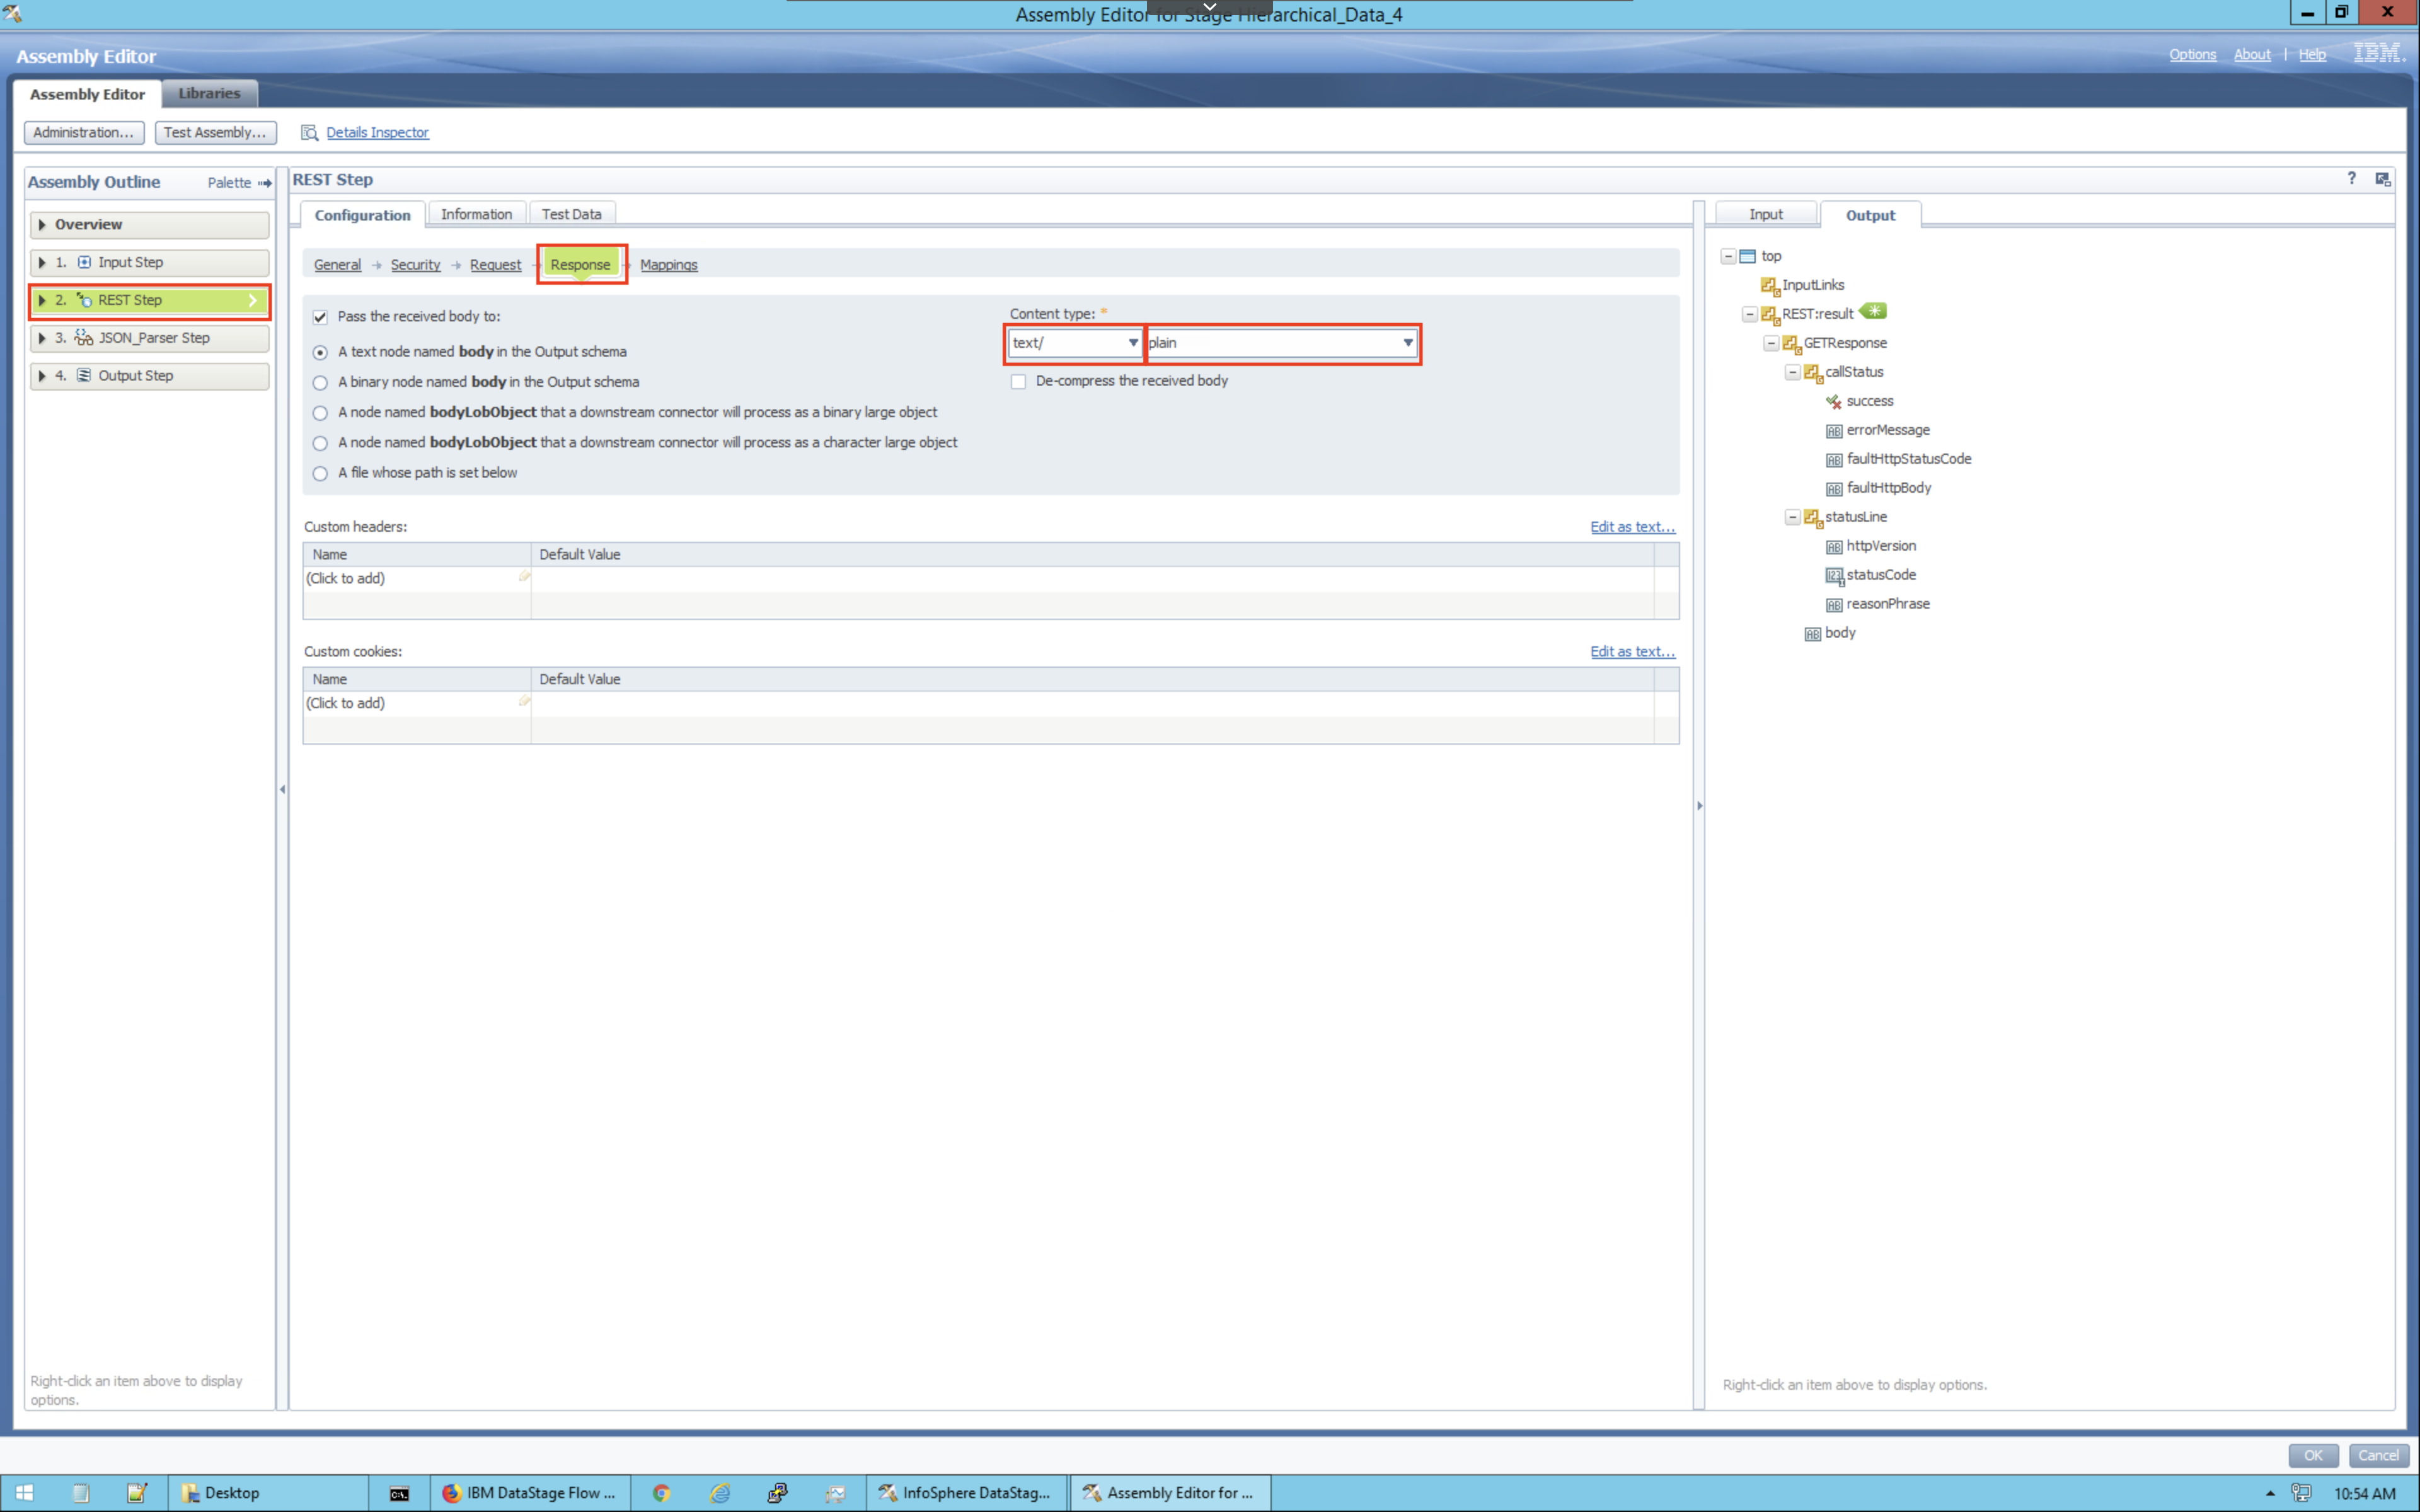 Assembly Editor for Stage Hierarchical_Data_4
Assembly Editor
Options About | Help IBM.
Assembly Editor Libraries
Administration... Test Assembly... Details Inspector
Assembly Outline Palette
Overview
1. Input Step
2. REST Step
3. JSON_Parser Step
4. Output Step
Right-click an item above to display
options.
REST Step ?
Configuration Information Test Data
General Security Request Response Mappings
Pass the received body to:
A text node named body in the Output schema
A binary node named body in the Output schema
A node named bodyLobObject that a downstream connector will process as a binary large object
A node named bodyLobObject that a downstream connector will process as a character large object
A file whose path is set below
Content type: *
text/ plain
De-compress the received body
Custom headers: Edit as text...
Name Default Value
(Click to add)
Custom cookies: Edit as text...
Name Default Value
(Click to add)
Input Output
top
InputLinks
REST:result
GETResponse
callStatus
success
errorMessage
faultHttpStatusCode
faultHttpBody
statusLine
httpVersion
statusCode
reasonPhrase
body
Right-click an item above to display options.
OK Cancel
Desktop IBM DataStage Flow ... InfoSphere DataStag... Assembly Editor for ... 10:54 AM